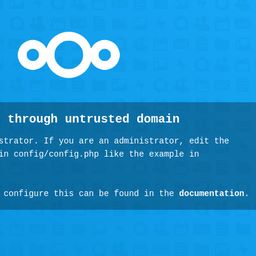 through untrusted domain
strator. If you are an administrator, edit the
in config/config.php like the example in
configure this can be found in the documentation.